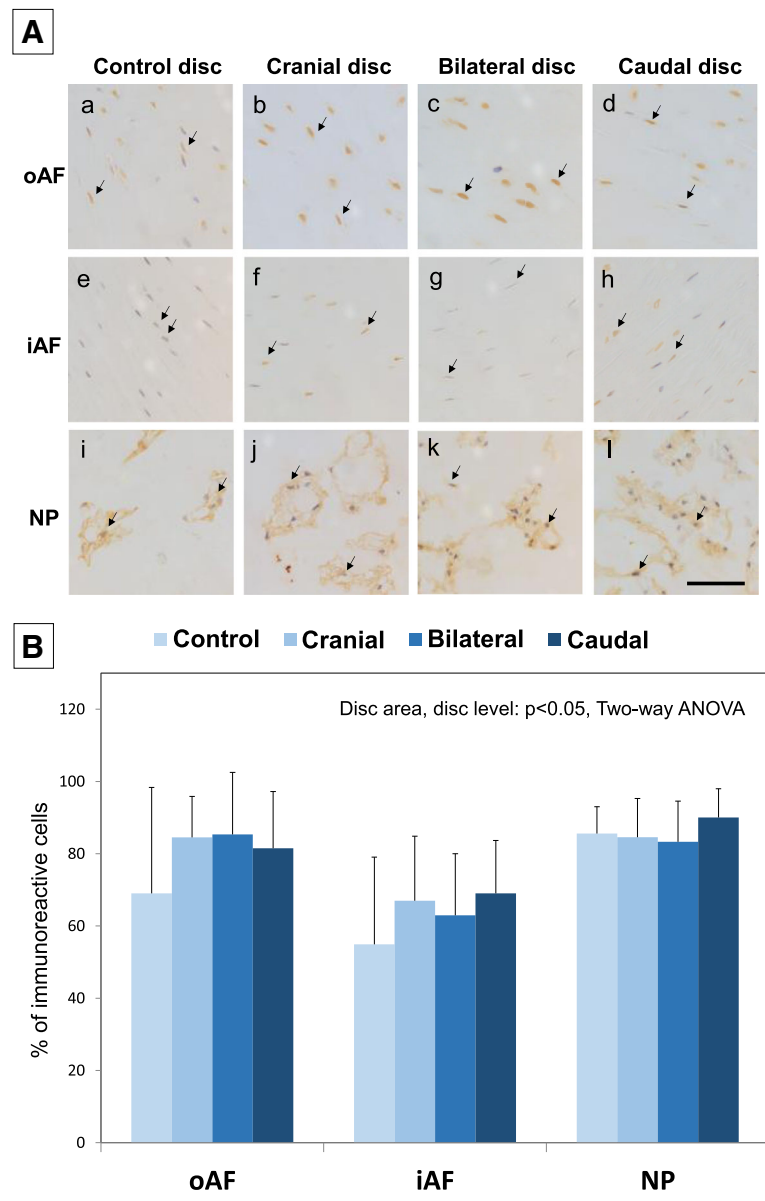 A
Control disc Cranial disc Bilateral disc Caudal disc
oAF a b c d
iAF e f g h
NP i j k l
B
Control Cranial Bilateral Caudal
Disc area, disc level: p<0.05, Two-way ANOVA
% of immunoreactive cells
120
100
80
60
40
20
0
oAF iAF NP